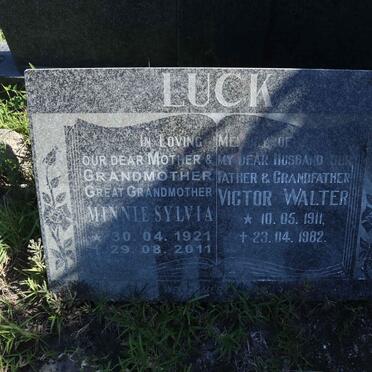 LUCK
IN LOVING MEMORY OF
OUR DEAR MOTHER &
GRANDMOTHER
GREAT GRANDMOTHER
MINNIE SYLVIA
* 30.04.1921
29.08.2011
MY DEAR HUSBAND OUR
FATHER & GRANDFATHER
VICTOR WALTER
* 10.05.1911.
✝ 23.04.1982.